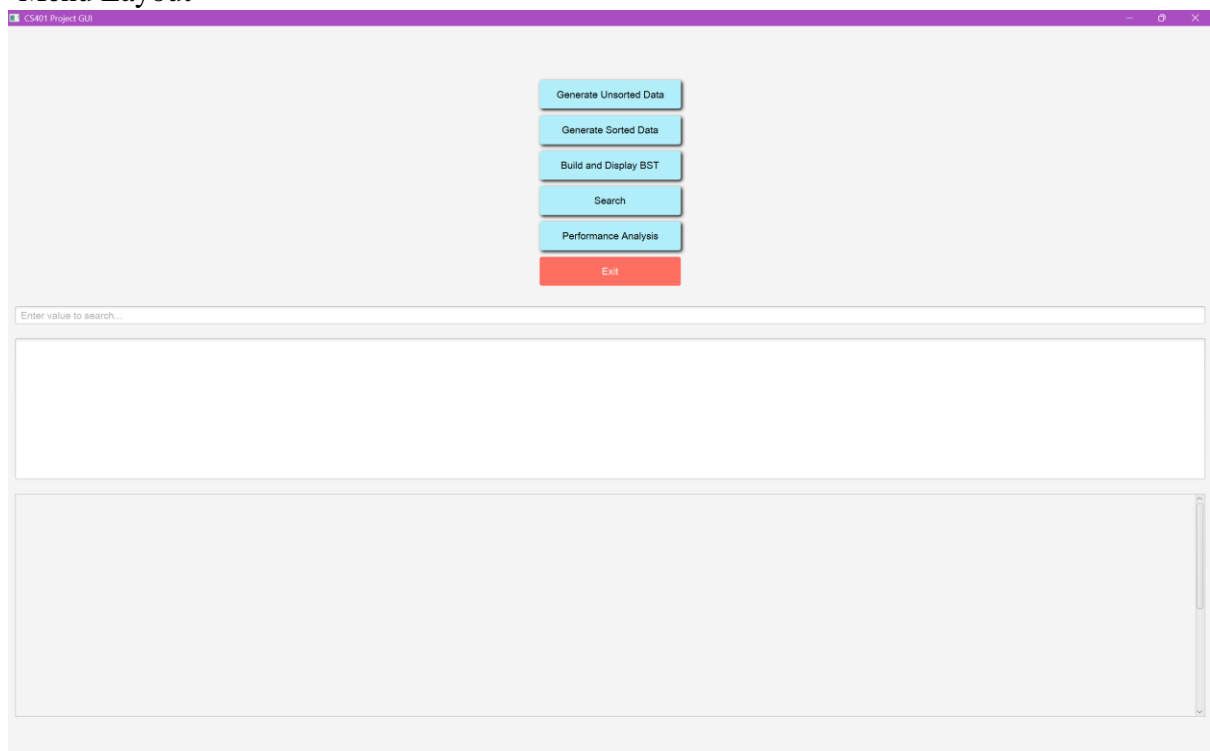 Menu Layout
CS401 Project GUI
Generate Unsorted Data
Generate Sorted Data
Build and Display BST
Search
Performance Analysis
Exit
Enter value to search...